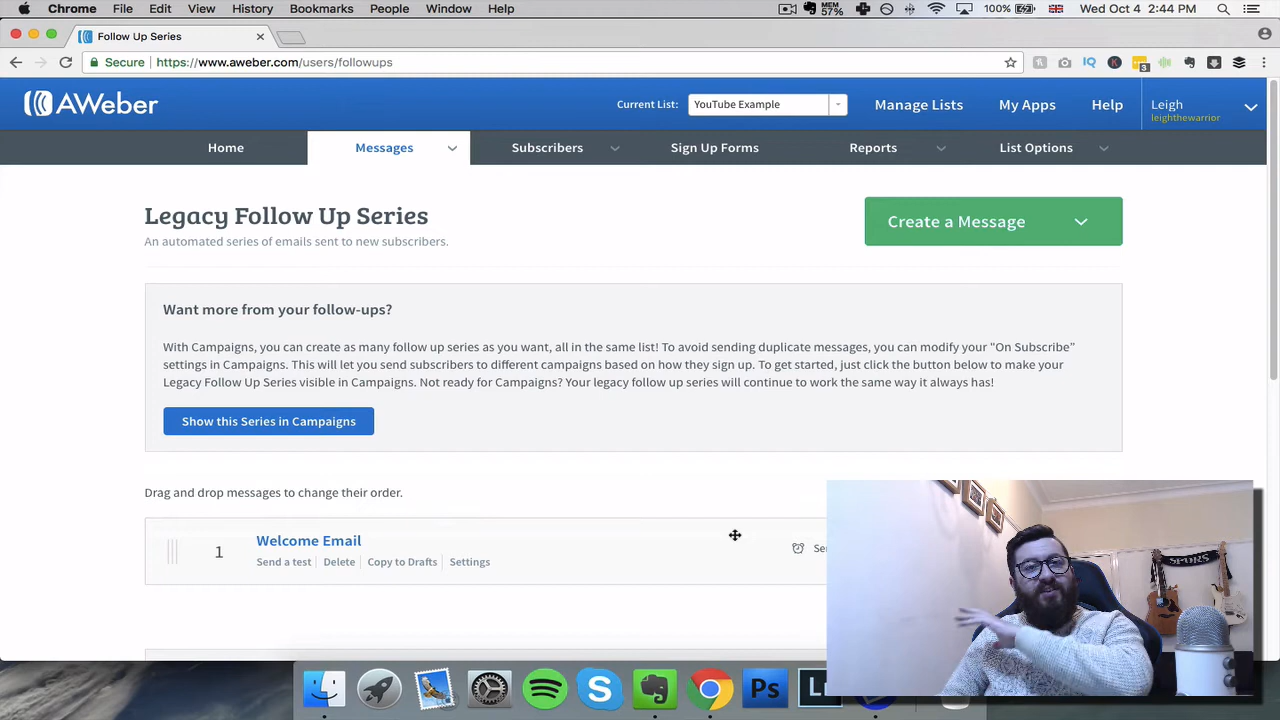 Chrome File Edit View History Bookmarks People Window Help MEM 57% 100% Wed Oct 4 2:44 PM
Follow Up Series
Secure https://www.aweber.com/users/followups IQ K 3
AWeber Current List: YouTube Example Manage Lists My Apps Help Leigh
leighthewarrior
Home Messages Subscribers Sign Up Forms Reports List Options
Legacy Follow Up Series
Create a Message
An automated series of emails sent to new subscribers.
Want more from your follow-ups?
With Campaigns, you can create as many follow up series as you want, all in the same list! To avoid sending duplicate messages, you can modify your "On Subscribe"
settings in Campaigns. This will let you send subscribers to different campaigns based on how they sign up. To get started, just click the button below to make your
Legacy Follow Up Series visible in Campaigns. Not ready for Campaigns? Your legacy follow up series will continue to work the same way it always has!
Show this Series in Campaigns
Drag and drop messages to change their order.
1 Welcome Email
Send a test Delete Copy to Drafts Settings
SPURS
Ps